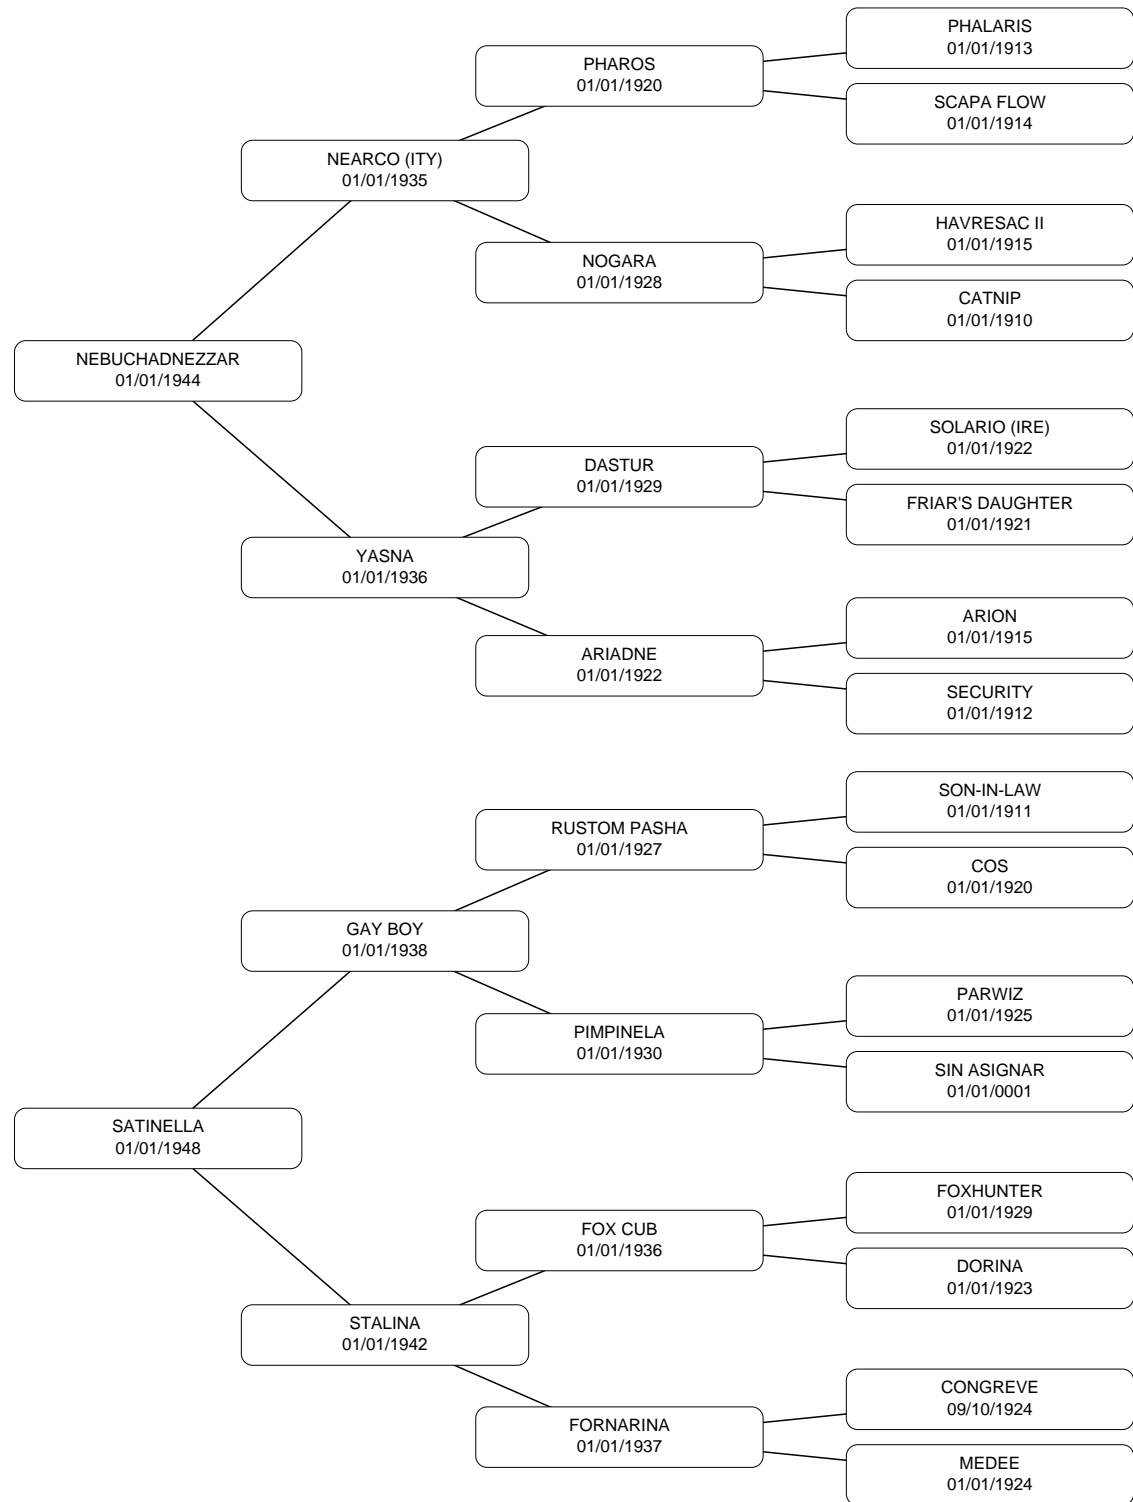 PHALARIS
01/01/1913
PHAROS
01/01/1920
SCAPA FLOW
01/01/1914
NEARCO (ITY)
01/01/1935
HAVRESAC II
01/01/1915
NOGARA
01/01/1928
CATNIP
01/01/1910
NEBUCHADNEZZAR
01/01/1944
SOLARIO (IRE)
01/01/1922
DASTUR
01/01/1929
FRIAR'S DAUGHTER
01/01/1921
YASNA
01/01/1936
ARION
01/01/1915
ARIADNE
01/01/1922
SECURITY
01/01/1912
SON-IN-LAW
01/01/1911
RUSTOM PASHA
01/01/1927
COS
01/01/1920
GAY BOY
01/01/1938
PARWIZ
01/01/1925
PIMPINELA
01/01/1930
SIN ASIGNAR
01/01/0001
SATINELLA
01/01/1948
FOXHUNTER
01/01/1929
FOX CUB
01/01/1936
DORINA
01/01/1923
STALINA
01/01/1942
CONGREVE
09/10/1924
FORNARINA
01/01/1937
MEDEE
01/01/1924